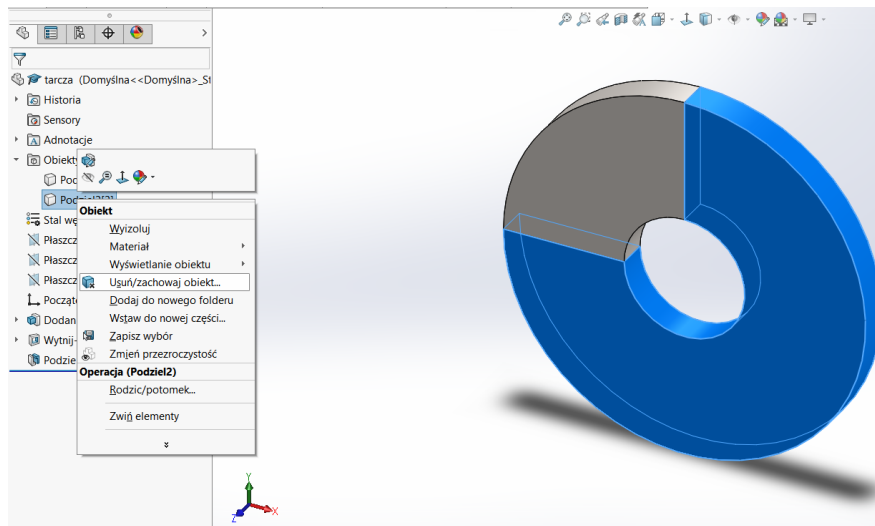 tarcza (Domyślna<<Domyślna>_St
Historia
Sensory
Adnotacje
Obiekt
Pod
Podziel2[2]
Stal wę
Płaszcz
Płaszcz
Płaszcz
Począt
Dodan
Wytnij-
Podzie
Obiekt
Wyizoluj
Materiał
Wyświetlanie obiektu
Usuń/zachowaj obiekt...
Dodaj do nowego folderu
Wstaw do nowej części...
Zapisz wybór
Zmień przezroczystość
Operacja (Podziel2)
Rodzic/potomek...
Zwiń elementy
Y
X
Z